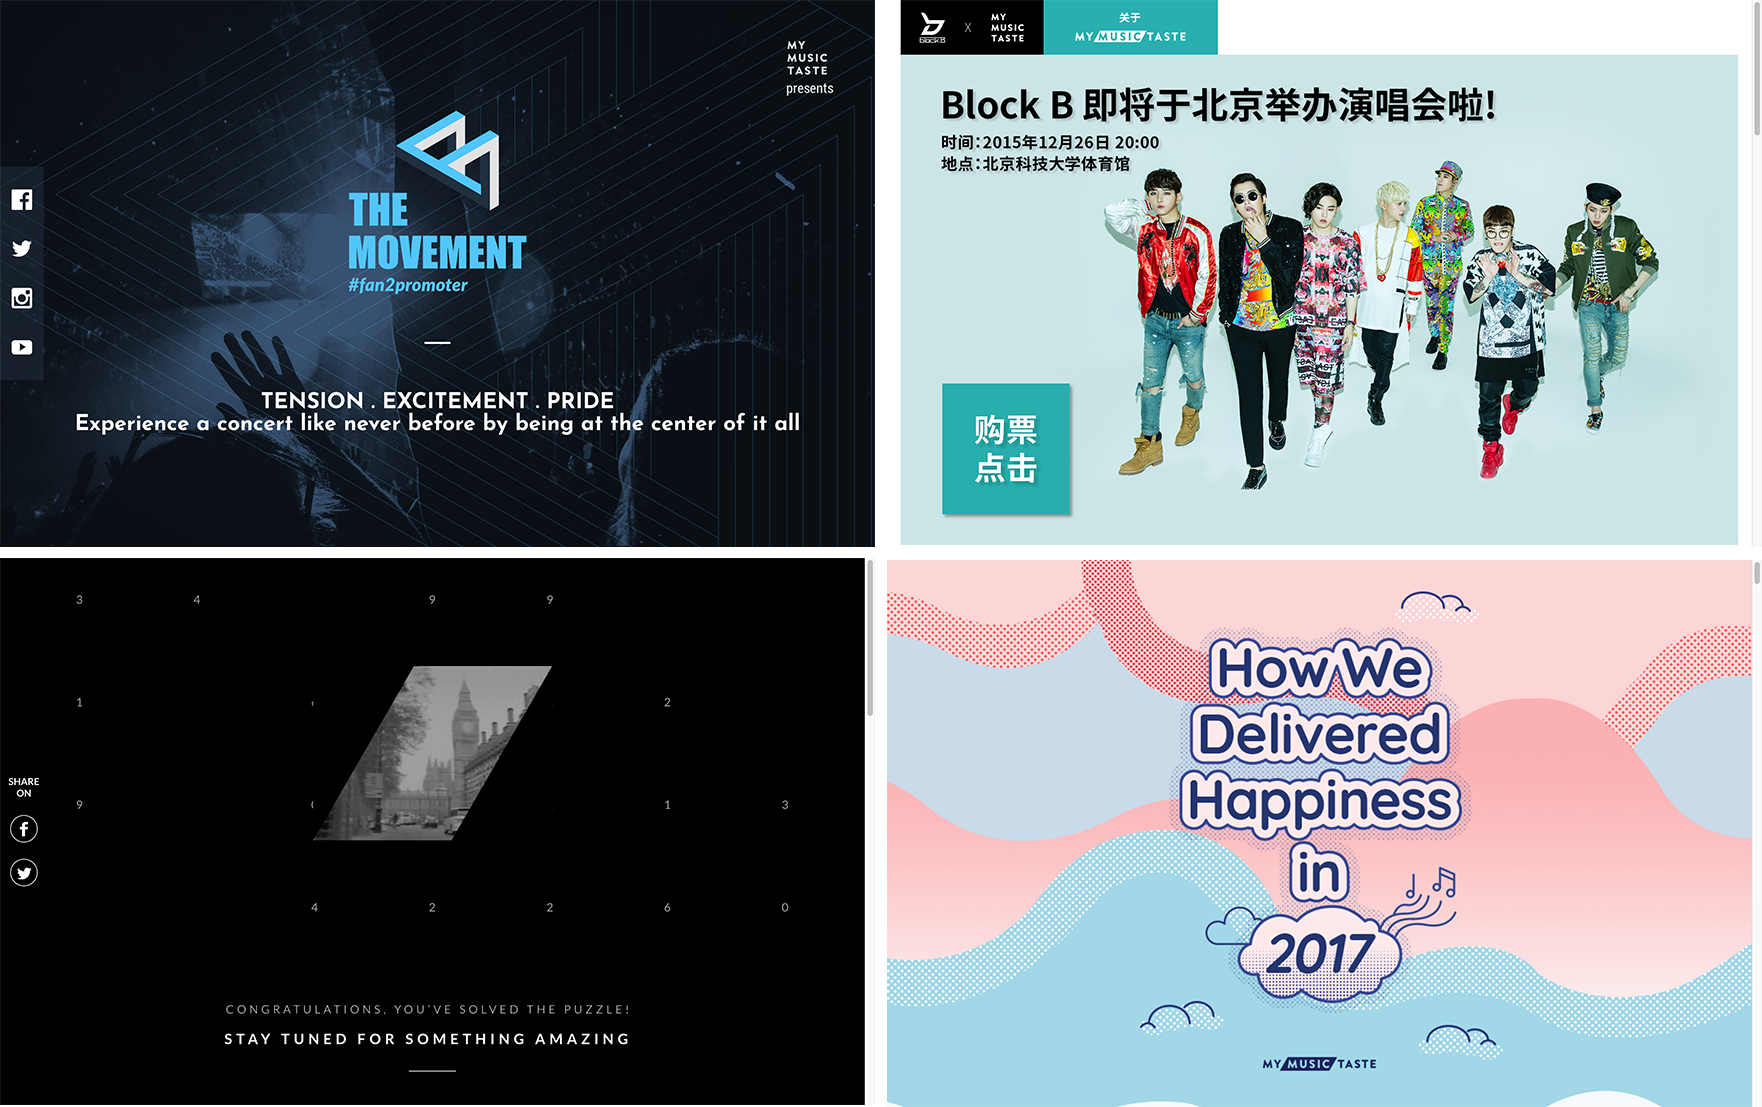 MY
MUSIC
TASTE
presents
THE
MOVEMENT
#fan2promoter
TENSION . EXCITEMENT . PRIDE
Experience a concert like never before by being at the center of it all
block B
X
MY
MUSIC
TASTE
关于
MY MUSIC TASTE
Block B 即将于北京举办演唱会啦!
时间:2015年12月26日 20:00
地点:北京科技大学体育馆
购票
点击
3 4 9 9
1 2
SHARE
ON
9 1 3
4 2 2 6 0
CONGRATULATIONS, YOU'VE SOLVED THE PUZZLE!
STAY TUNED FOR SOMETHING AMAZING
How We
Delivered
Happiness
in
2017
MY MUSIC TASTE